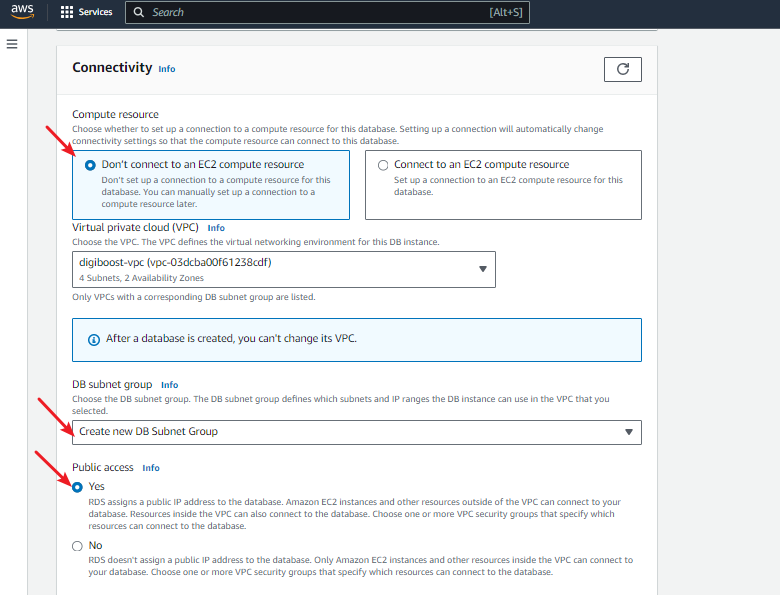 aws
Services
Search
[Alt+S]
Connectivity Info
Compute resource
Choose whether to set up a connection to a compute resource for this database. Setting up a connection will automatically change
connectivity settings so that the compute resource can connect to this database.
Don't connect to an EC2 compute resource
Don't set up a connection to a compute resource for this
database. You can manually set up a connection to a
compute resource later.
Connect to an EC2 compute resource
Set up a connection to an EC2 compute resource for this
database.
Virtual private cloud (VPC) Info
Choose the VPC. The VPC defines the virtual networking environment for this DB instance.
digiboost-vpc (vpc-03dcba00f61238cdf)
4 Subnets, 2 Availability Zones
Only VPCs with a corresponding DB subnet group are listed.
After a database is created, you can't change its VPC.
DB subnet group Info
Choose the DB subnet group. The DB subnet group defines which subnets and IP ranges the DB instance can use in the VPC that you
selected.
Create new DB Subnet Group
Public access Info
Yes
RDS assigns a public IP address to the database. Amazon EC2 instances and other resources outside of the VPC can connect to your
database. Resources inside the VPC can also connect to the database. Choose one or more VPC security groups that specify which
resources can connect to the database.
No
RDS doesn't assign a public IP address to the database. Only Amazon EC2 instances and other resources inside the VPC can connect to
your database. Choose one or more VPC security groups that specify which resources can connect to the database.